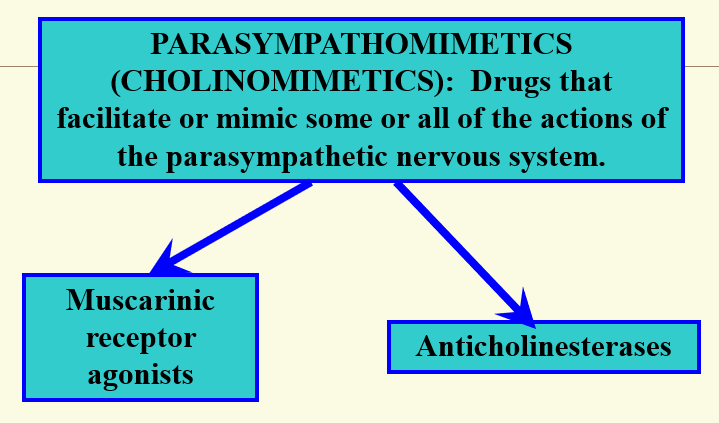 PARASYMPATHOMIMETICS
(CHOLINOMIMETICS):  Drugs that
facilitate or mimic some or all of the actions of
the parasympathetic nervous system.
Muscarinic
receptor
agonists
Anticholinesterases